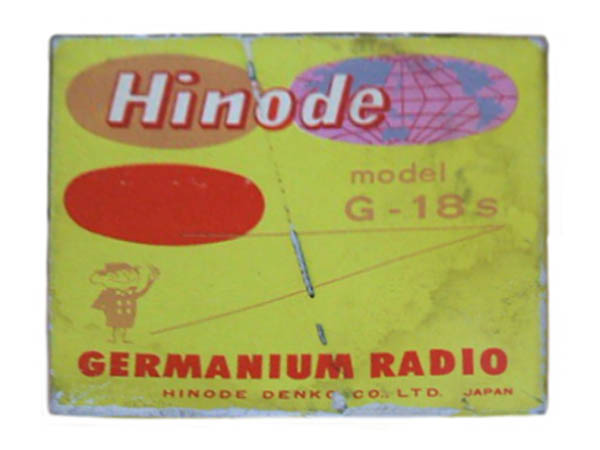 Hinode
model
G-18s
GERMANIUM RADIO
HINODE DENKO CO., LTD. JAPAN